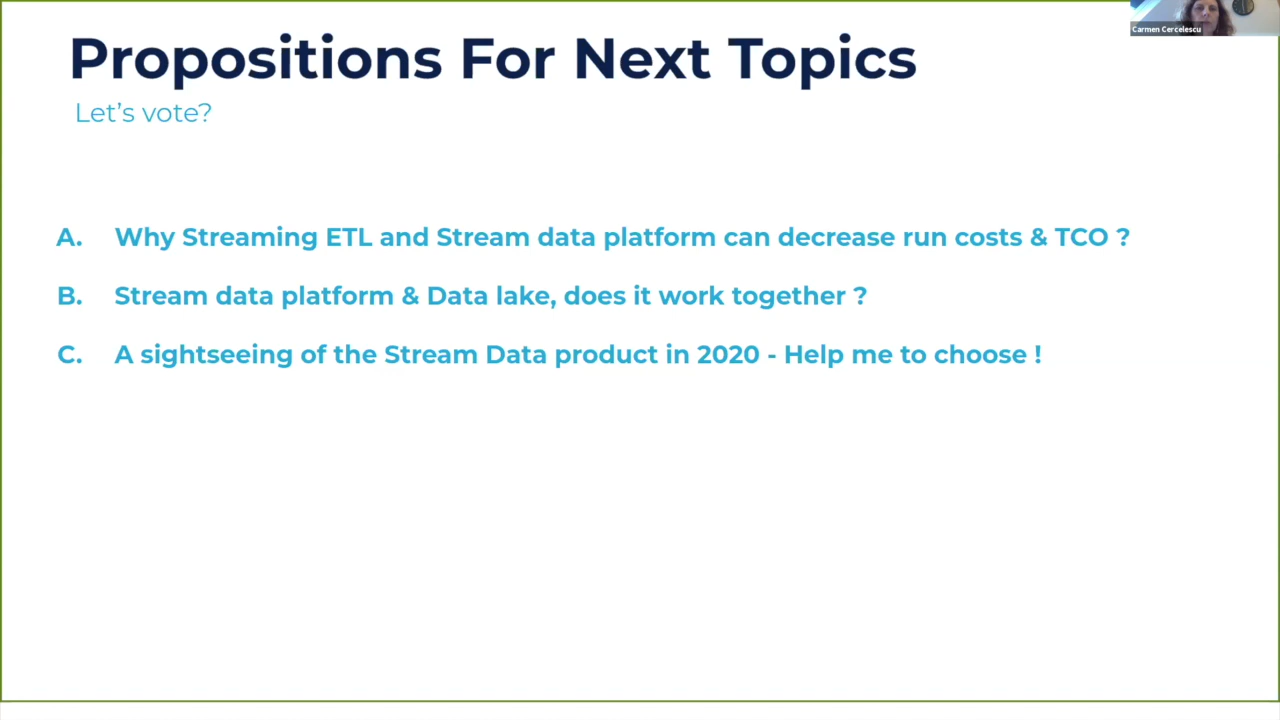 Propositions For Next Topics
Let’s vote?
Carmen Cercelescu
A. Why Streaming ETL and Stream data platform can decrease run costs & TCO ?
B. Stream data platform & Data lake, does it work together ?
C. A sightseeing of the Stream Data product in 2020 - Help me to choose !